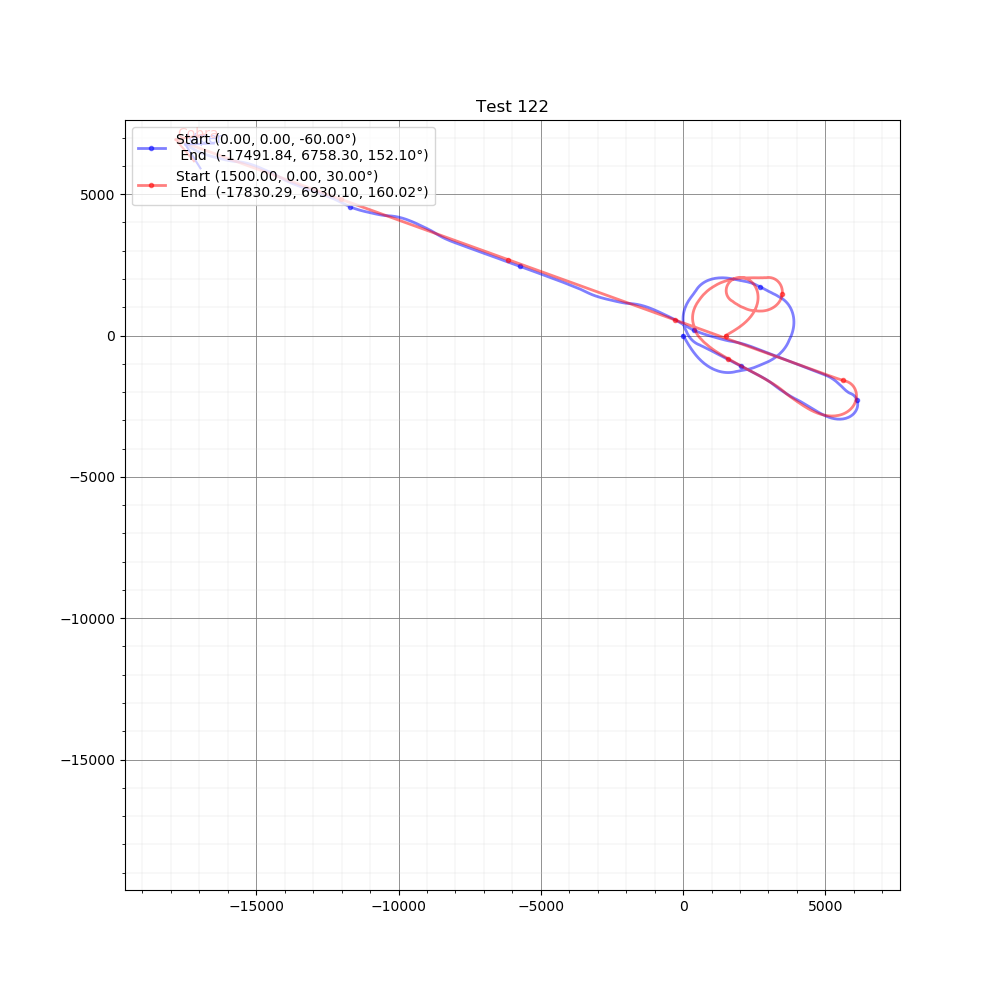 Test 122
Cobra
Start (0.00, 0.00, -60.00°)
End (-17491.84, 6758.30, 152.10°)
Start (1500.00, 0.00, 30.00°)
End (-17830.29, 6930.10, 160.02°)
5000
0
−5000
−10000
−15000
−15000 −10000 −5000 0 5000